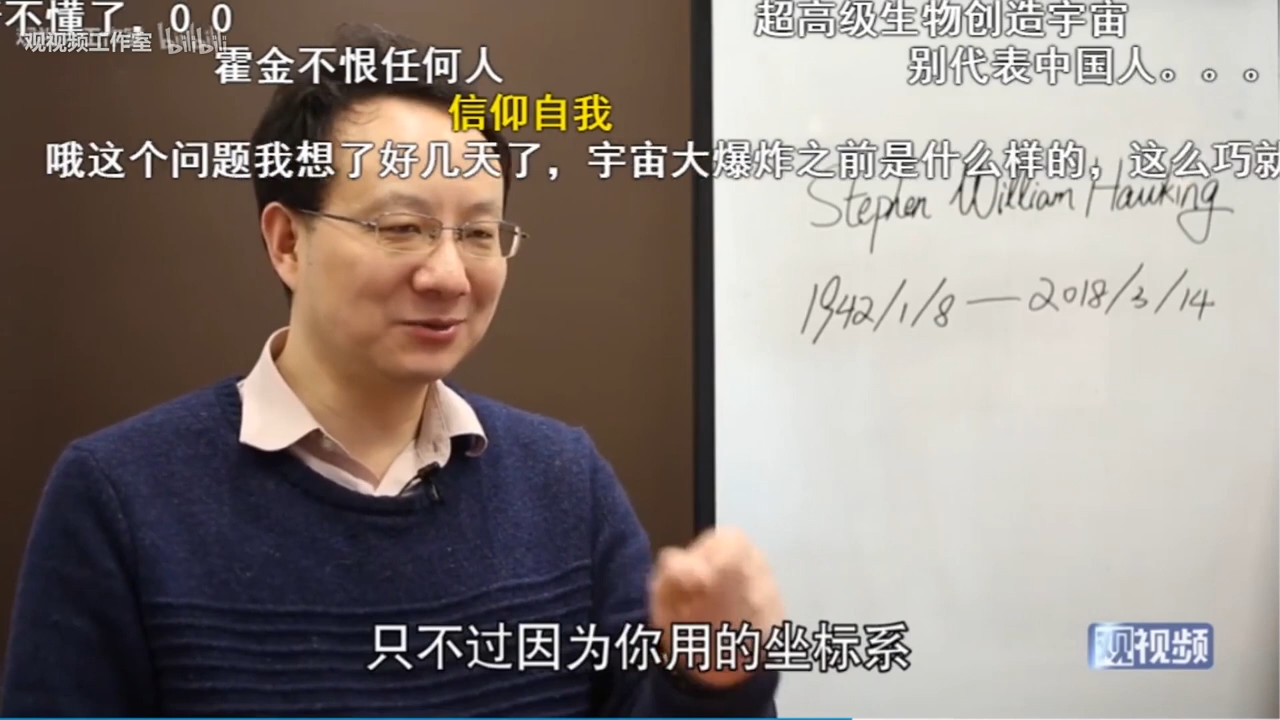 不懂了，0 0
观视频工作室 bilibili
超高级生物创造宇宙
霍金不恨任何人
别代表中国人。。。
信仰自我
哦这个问题我想了好几天了，宇宙大爆炸之前是什么样的，这么巧就
Stephen William Hawking
1942/1/8 — 2018/3/14
只不过因为你用的坐标系
观视频